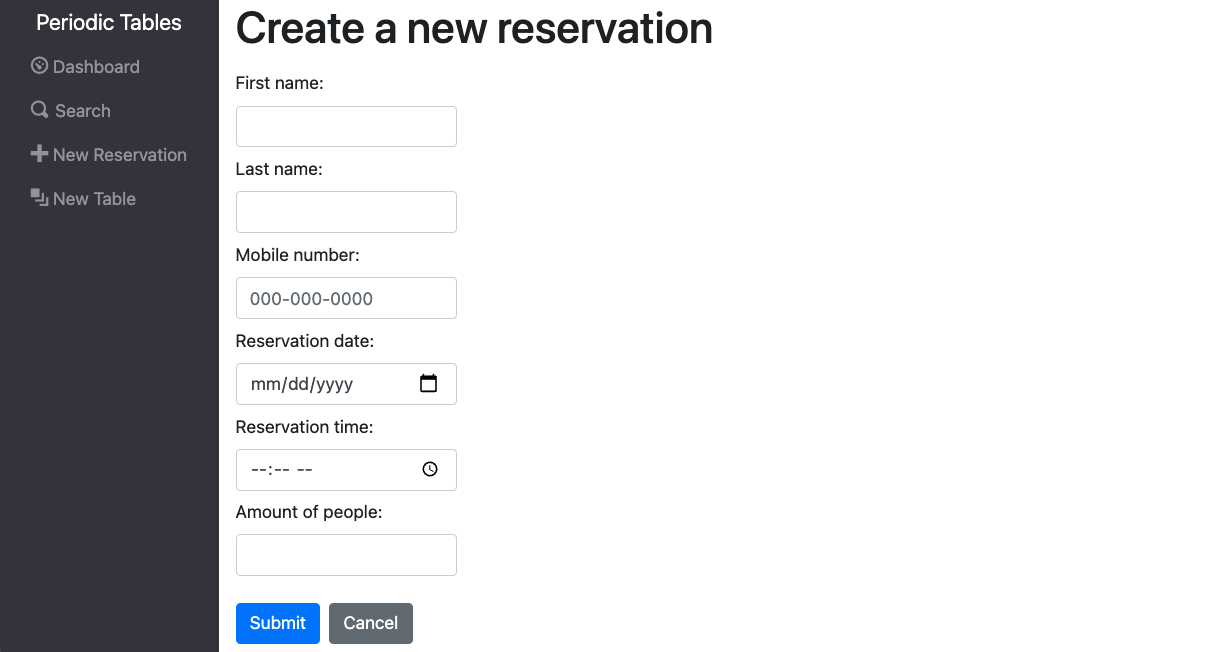 Periodic Tables
Dashboard
Search
New Reservation
New Table
Create a new reservation
First name:
Last name:
Mobile number:
000-000-0000
Reservation date:
mm/dd/yyyy
Reservation time:
--:-- --
Amount of people:
Submit
Cancel